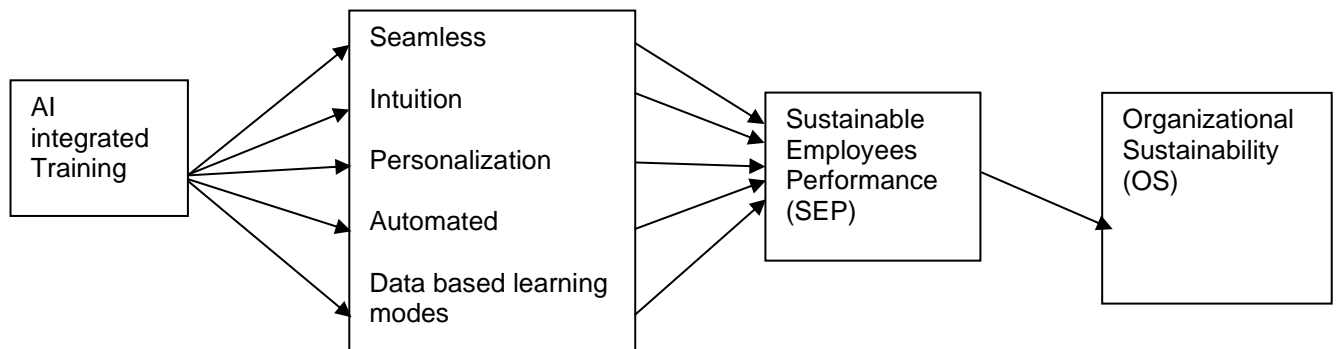 AI
integrated
Training
Seamless
Intuition
Personalization
Automated
Data based learning
modes
Sustainable
Employees
Performance
(SEP)
Organizational
Sustainability
(OS)